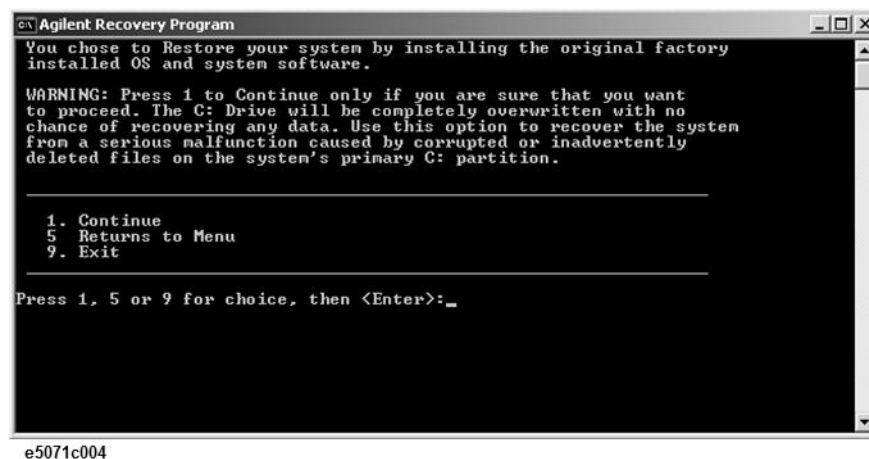 Agilent Recovery Program
You chose to Restore your system by installing the original factory
installed OS and system software.
WARNING: Press 1 to Continue only if you are sure that you want
to proceed. The C: Drive will be completely overwritten with no
chance of recovering any data. Use this option to recover the system
from a serious malfunction caused by corrupted or inadvertently
deleted files on the system's primary C: partition.
1. Continue
5 Returns to Menu
9. Exit
Press 1, 5 or 9 for choice, then <Enter>:_
e5071c004